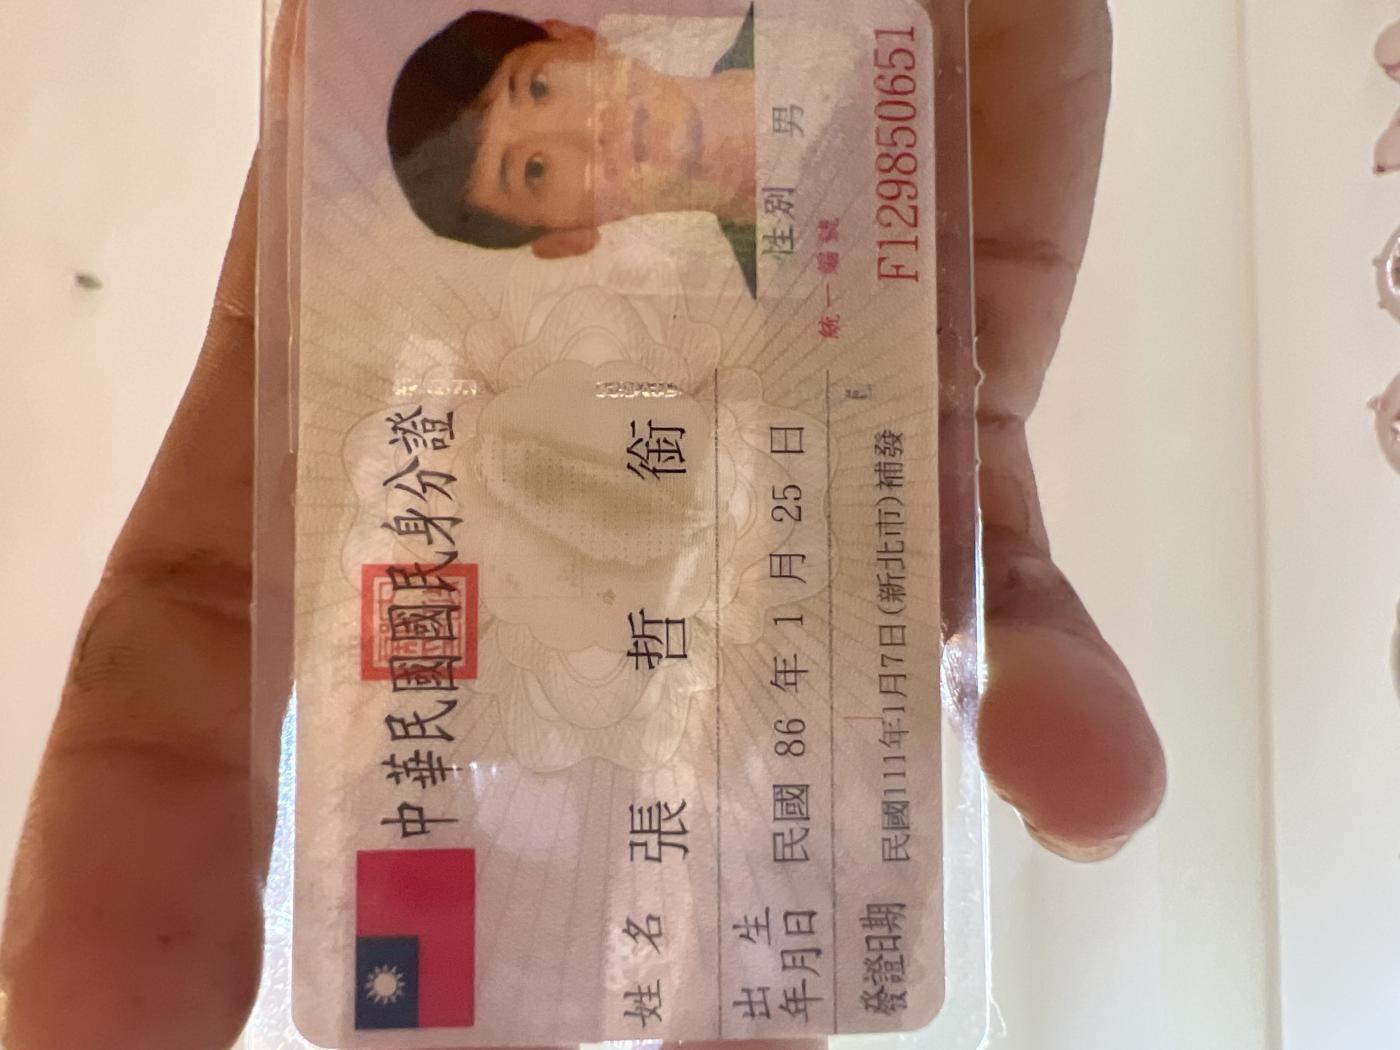 中華民國國民身分證
姓名 張哲銜
出生年月日 民國 86 年 1 月 25 日
性別 男
發證日期 民國111年1月7日(新北市)補發
統一編號
F129850651